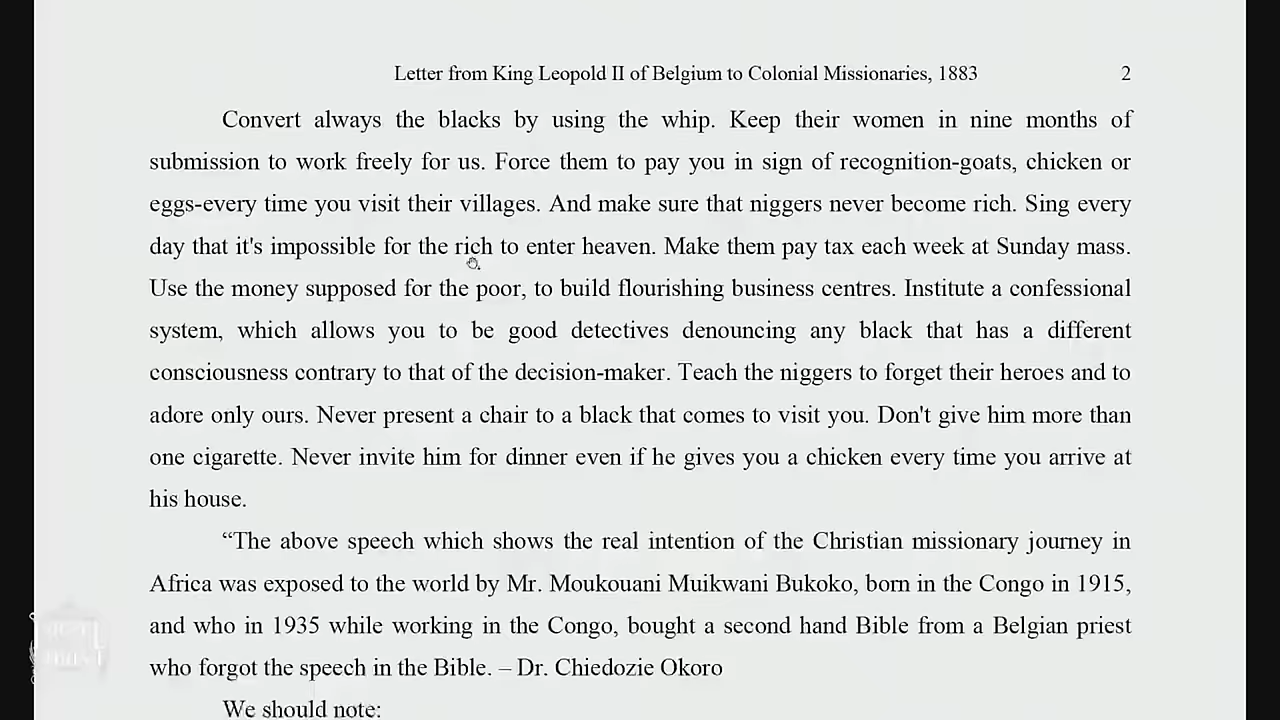 Letter from King Leopold II of Belgium to Colonial Missionaries, 1883 2
Convert always the blacks by using the whip. Keep their women in nine months of
submission to work freely for us. Force them to pay you in sign of recognition-goats, chicken or
eggs-every time you visit their villages. And make sure that niggers never become rich. Sing every
day that it's impossible for the rich to enter heaven. Make them pay tax each week at Sunday mass.
Use the money supposed for the poor, to build flourishing business centres. Institute a confessional
system, which allows you to be good detectives denouncing any black that has a different
consciousness contrary to that of the decision-maker. Teach the niggers to forget their heroes and to
adore only ours. Never present a chair to a black that comes to visit you. Don't give him more than
one cigarette. Never invite him for dinner even if he gives you a chicken every time you arrive at
his house.
“The above speech which shows the real intention of the Christian missionary journey in
Africa was exposed to the world by Mr. Moukouani Muikwani Bukoko, born in the Congo in 1915,
and who in 1935 while working in the Congo, bought a second hand Bible from a Belgian priest
who forgot the speech in the Bible. – Dr. Chiedozie Okoro
We should note: